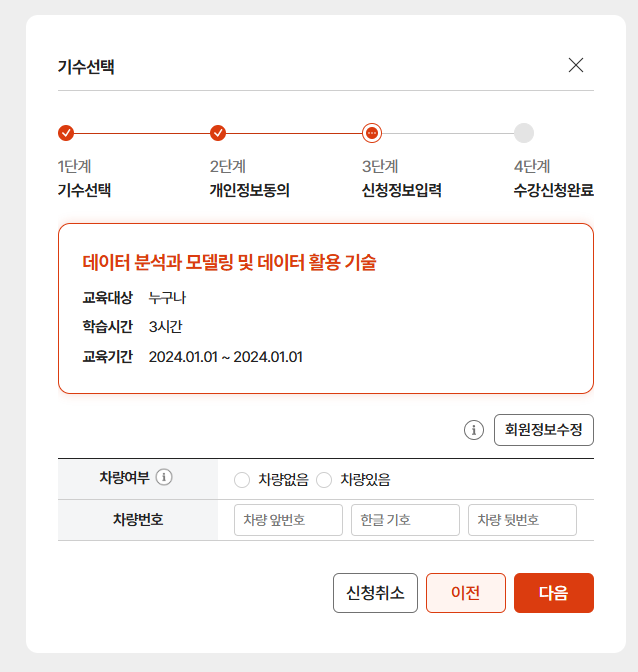 기수선택
1단계 2단계 3단계 4단계
기수선택 개인정보동의 신청정보입력 수강신청완료
데이터 분석과 모델링 및 데이터 활용 기술
교육대상 누구나
학습시간 3시간
교육기간 2024.01.01 ~ 2024.01.01
회원정보수정
차량여부 차량없음 차량있음
차량번호 차량 앞번호 한글 기호 차량 뒷번호
신청취소 이전 다음